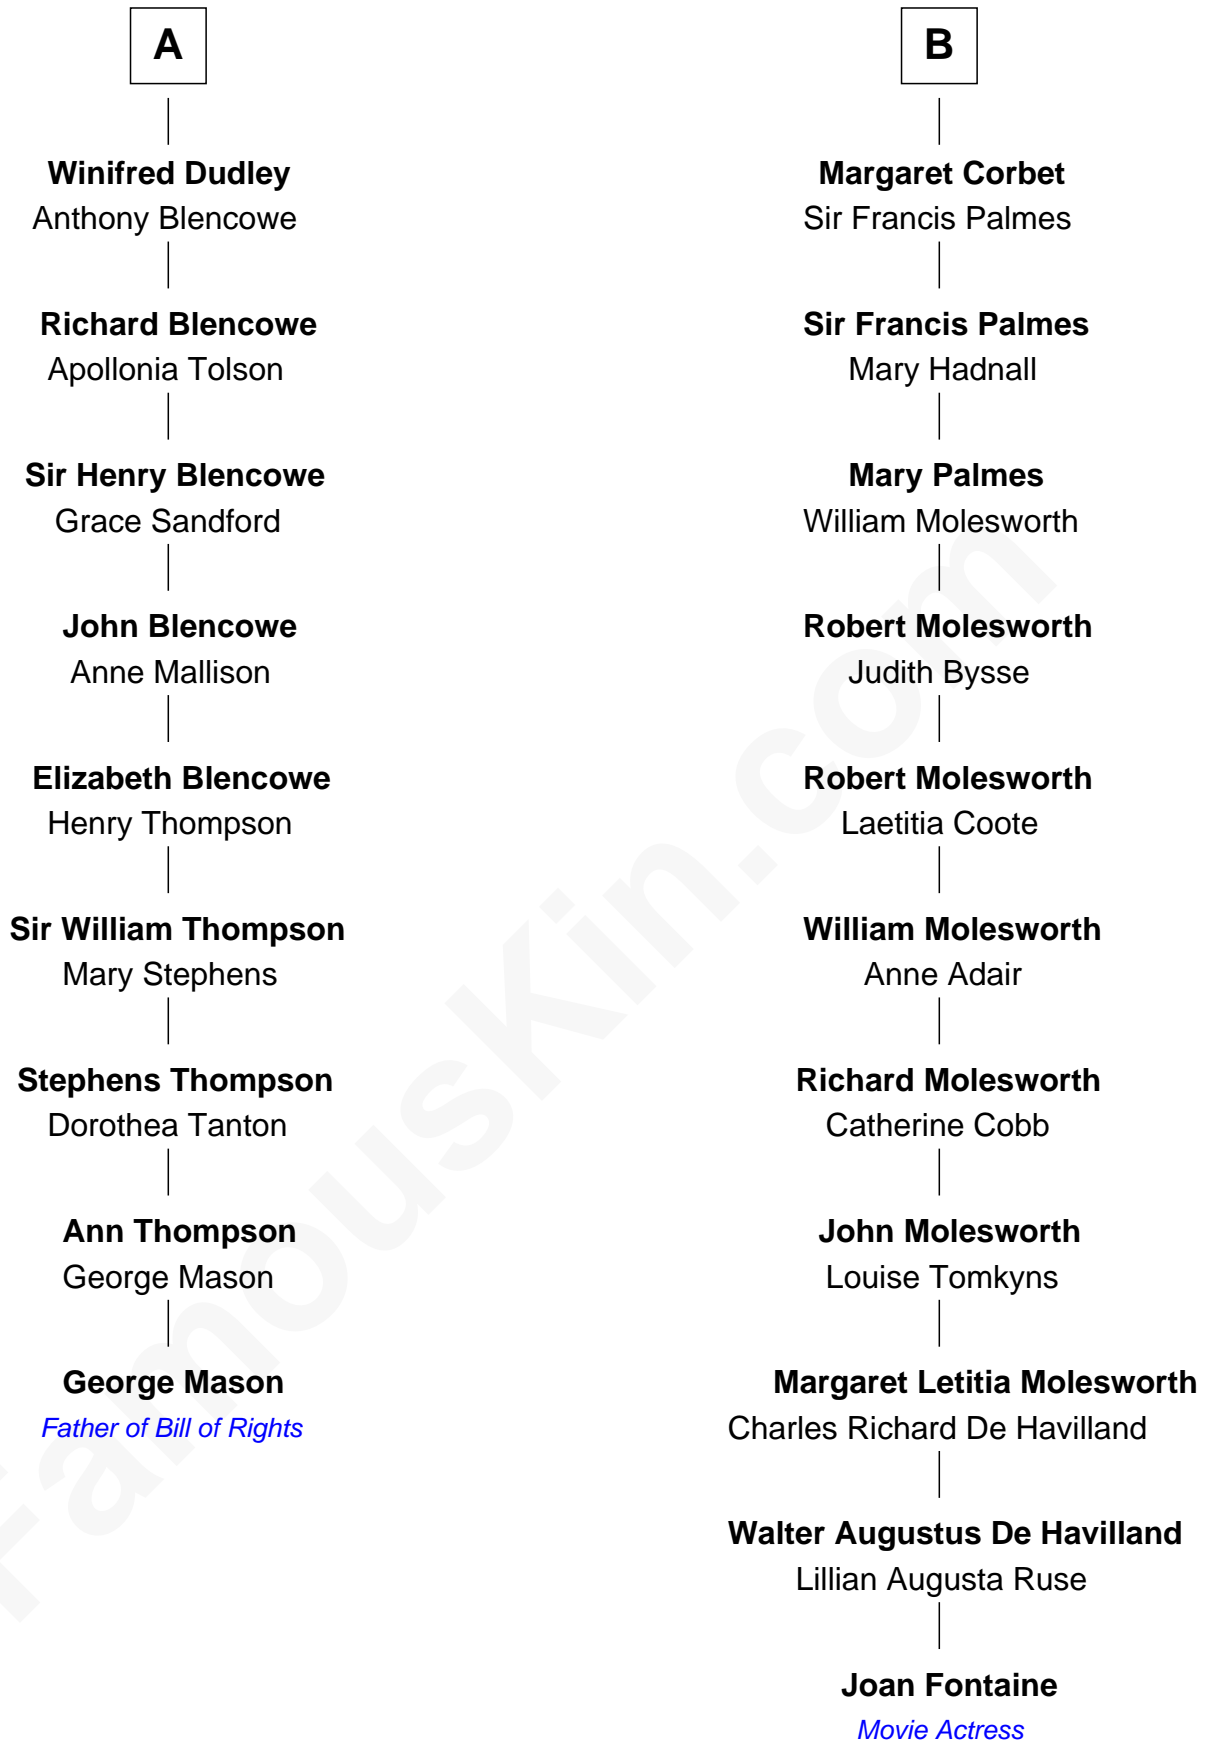 A
Winifred Dudley
Anthony Blencowe
Richard Blencowe
Apollonia Tolson
Sir Henry Blencowe
Grace Sandford
John Blencowe
Anne Mallison
Elizabeth Blencowe
Henry Thompson
Sir William Thompson
Mary Stephens
Stephens Thompson
Dorothea Tanton
Ann Thompson
George Mason
George Mason
Father of Bill of Rights
B
Margaret Corbet
Sir Francis Palmes
Sir Francis Palmes
Mary Hadnall
Mary Palmes
William Molesworth
Robert Molesworth
Judith Bysse
Robert Molesworth
Laetitia Coote
William Molesworth
Anne Adair
Richard Molesworth
Catherine Cobb
John Molesworth
Louise Tomkyns
Margaret Letitia Molesworth
Charles Richard De Havilland
Walter Augustus De Havilland
Lillian Augusta Ruse
Joan Fontaine
Movie Actress
FamousKin.com